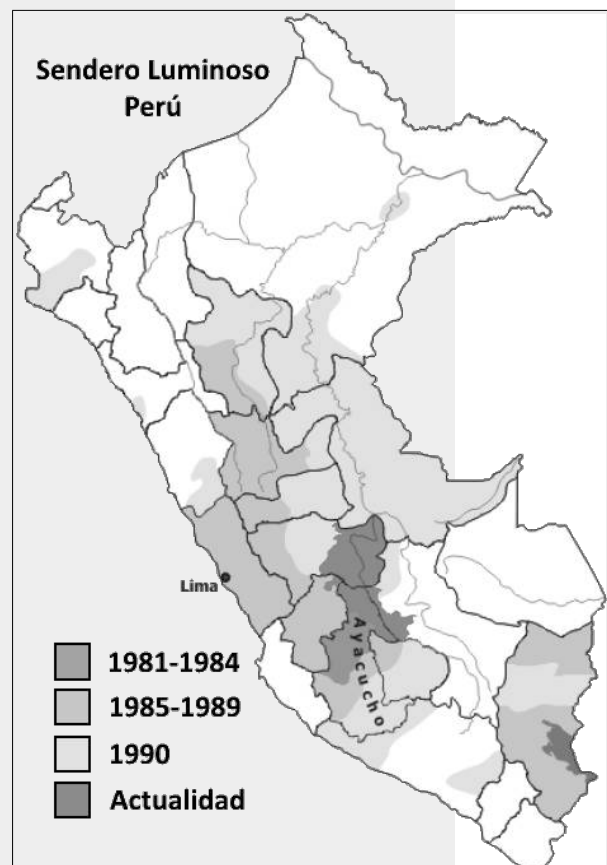 Sendero Luminoso
Perú
Lima
Ayacucho
1981-1984
1985-1989
1990
Actualidad